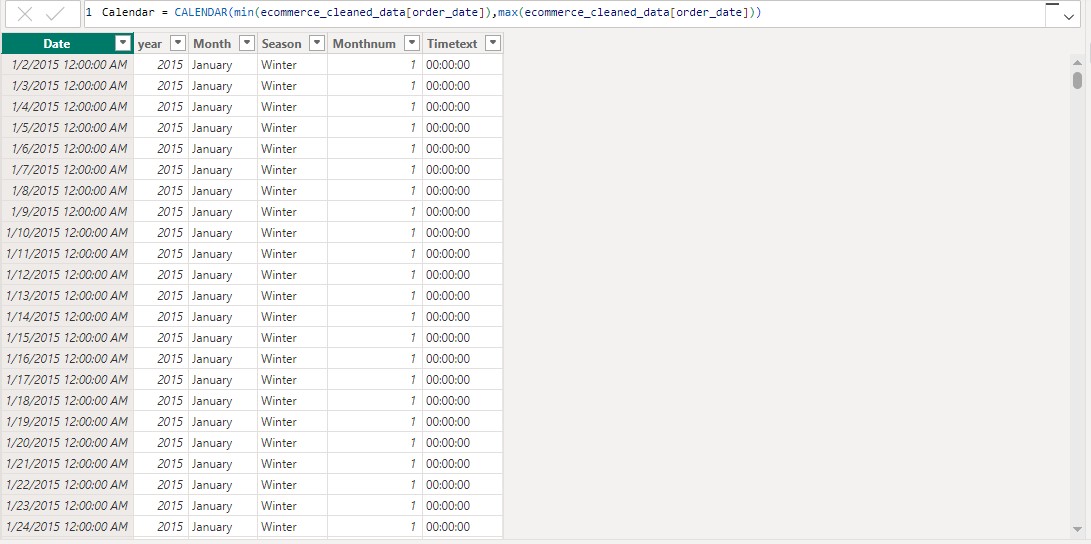 1 Calendar = CALENDAR(min(ecommerce_cleaned_data[order_date]),max(ecommerce_cleaned_data[order_date]))
Date year Month Season Monthnum Timetext
1/2/2015 12:00:00 AM 2015 January Winter 1 00:00:00
1/3/2015 12:00:00 AM 2015 January Winter 1 00:00:00
1/4/2015 12:00:00 AM 2015 January Winter 1 00:00:00
1/5/2015 12:00:00 AM 2015 January Winter 1 00:00:00
1/6/2015 12:00:00 AM 2015 January Winter 1 00:00:00
1/7/2015 12:00:00 AM 2015 January Winter 1 00:00:00
1/8/2015 12:00:00 AM 2015 January Winter 1 00:00:00
1/9/2015 12:00:00 AM 2015 January Winter 1 00:00:00
1/10/2015 12:00:00 AM 2015 January Winter 1 00:00:00
1/11/2015 12:00:00 AM 2015 January Winter 1 00:00:00
1/12/2015 12:00:00 AM 2015 January Winter 1 00:00:00
1/13/2015 12:00:00 AM 2015 January Winter 1 00:00:00
1/14/2015 12:00:00 AM 2015 January Winter 1 00:00:00
1/15/2015 12:00:00 AM 2015 January Winter 1 00:00:00
1/16/2015 12:00:00 AM 2015 January Winter 1 00:00:00
1/17/2015 12:00:00 AM 2015 January Winter 1 00:00:00
1/18/2015 12:00:00 AM 2015 January Winter 1 00:00:00
1/19/2015 12:00:00 AM 2015 January Winter 1 00:00:00
1/20/2015 12:00:00 AM 2015 January Winter 1 00:00:00
1/21/2015 12:00:00 AM 2015 January Winter 1 00:00:00
1/22/2015 12:00:00 AM 2015 January Winter 1 00:00:00
1/23/2015 12:00:00 AM 2015 January Winter 1 00:00:00
1/24/2015 12:00:00 AM 2015 January Winter 1 00:00:00